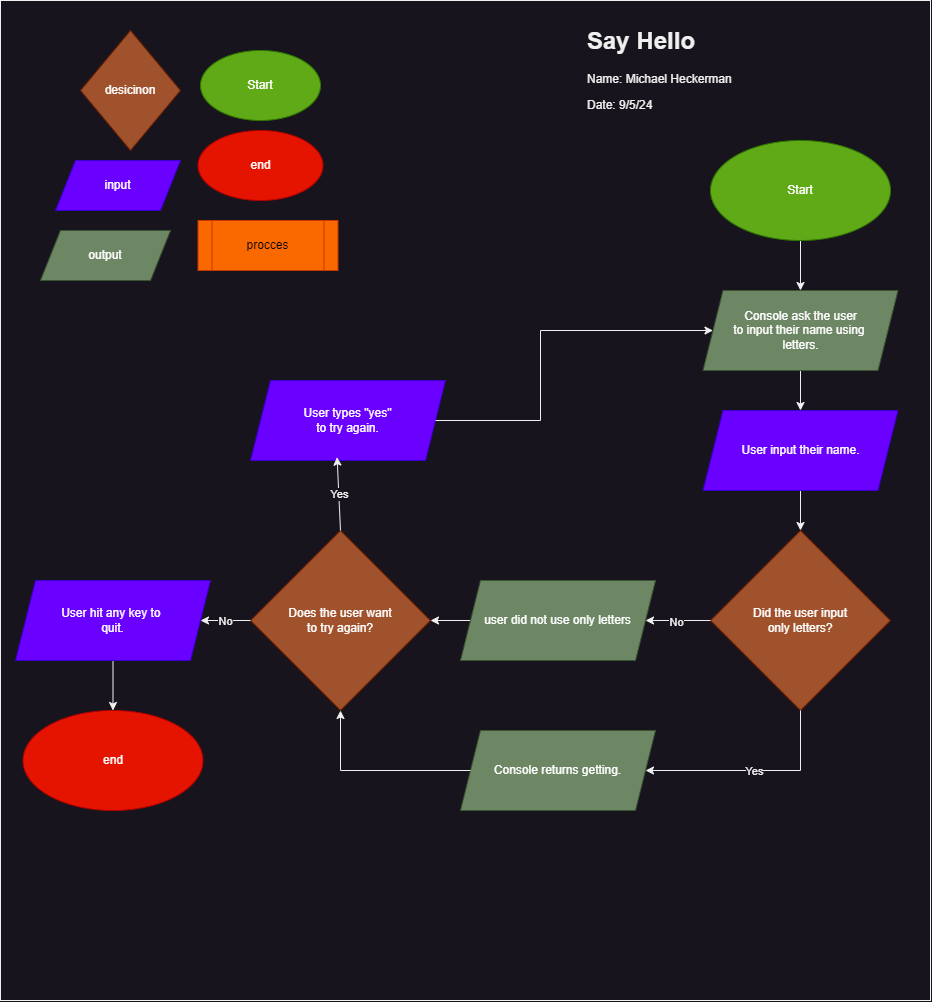 Say Hello
Name: Michael Heckerman
Date: 9/5/24
desicinon
Start
input
end
output
procces
Start
Console ask the user
to input their name using
letters.
User types "yes"
to try again.
User input their name.
Yes
Did the user input
only letters?
No
user did not use only letters
Does the user want
to try again?
No
User hit any key to
quit.
end
Console returns getting.
Yes